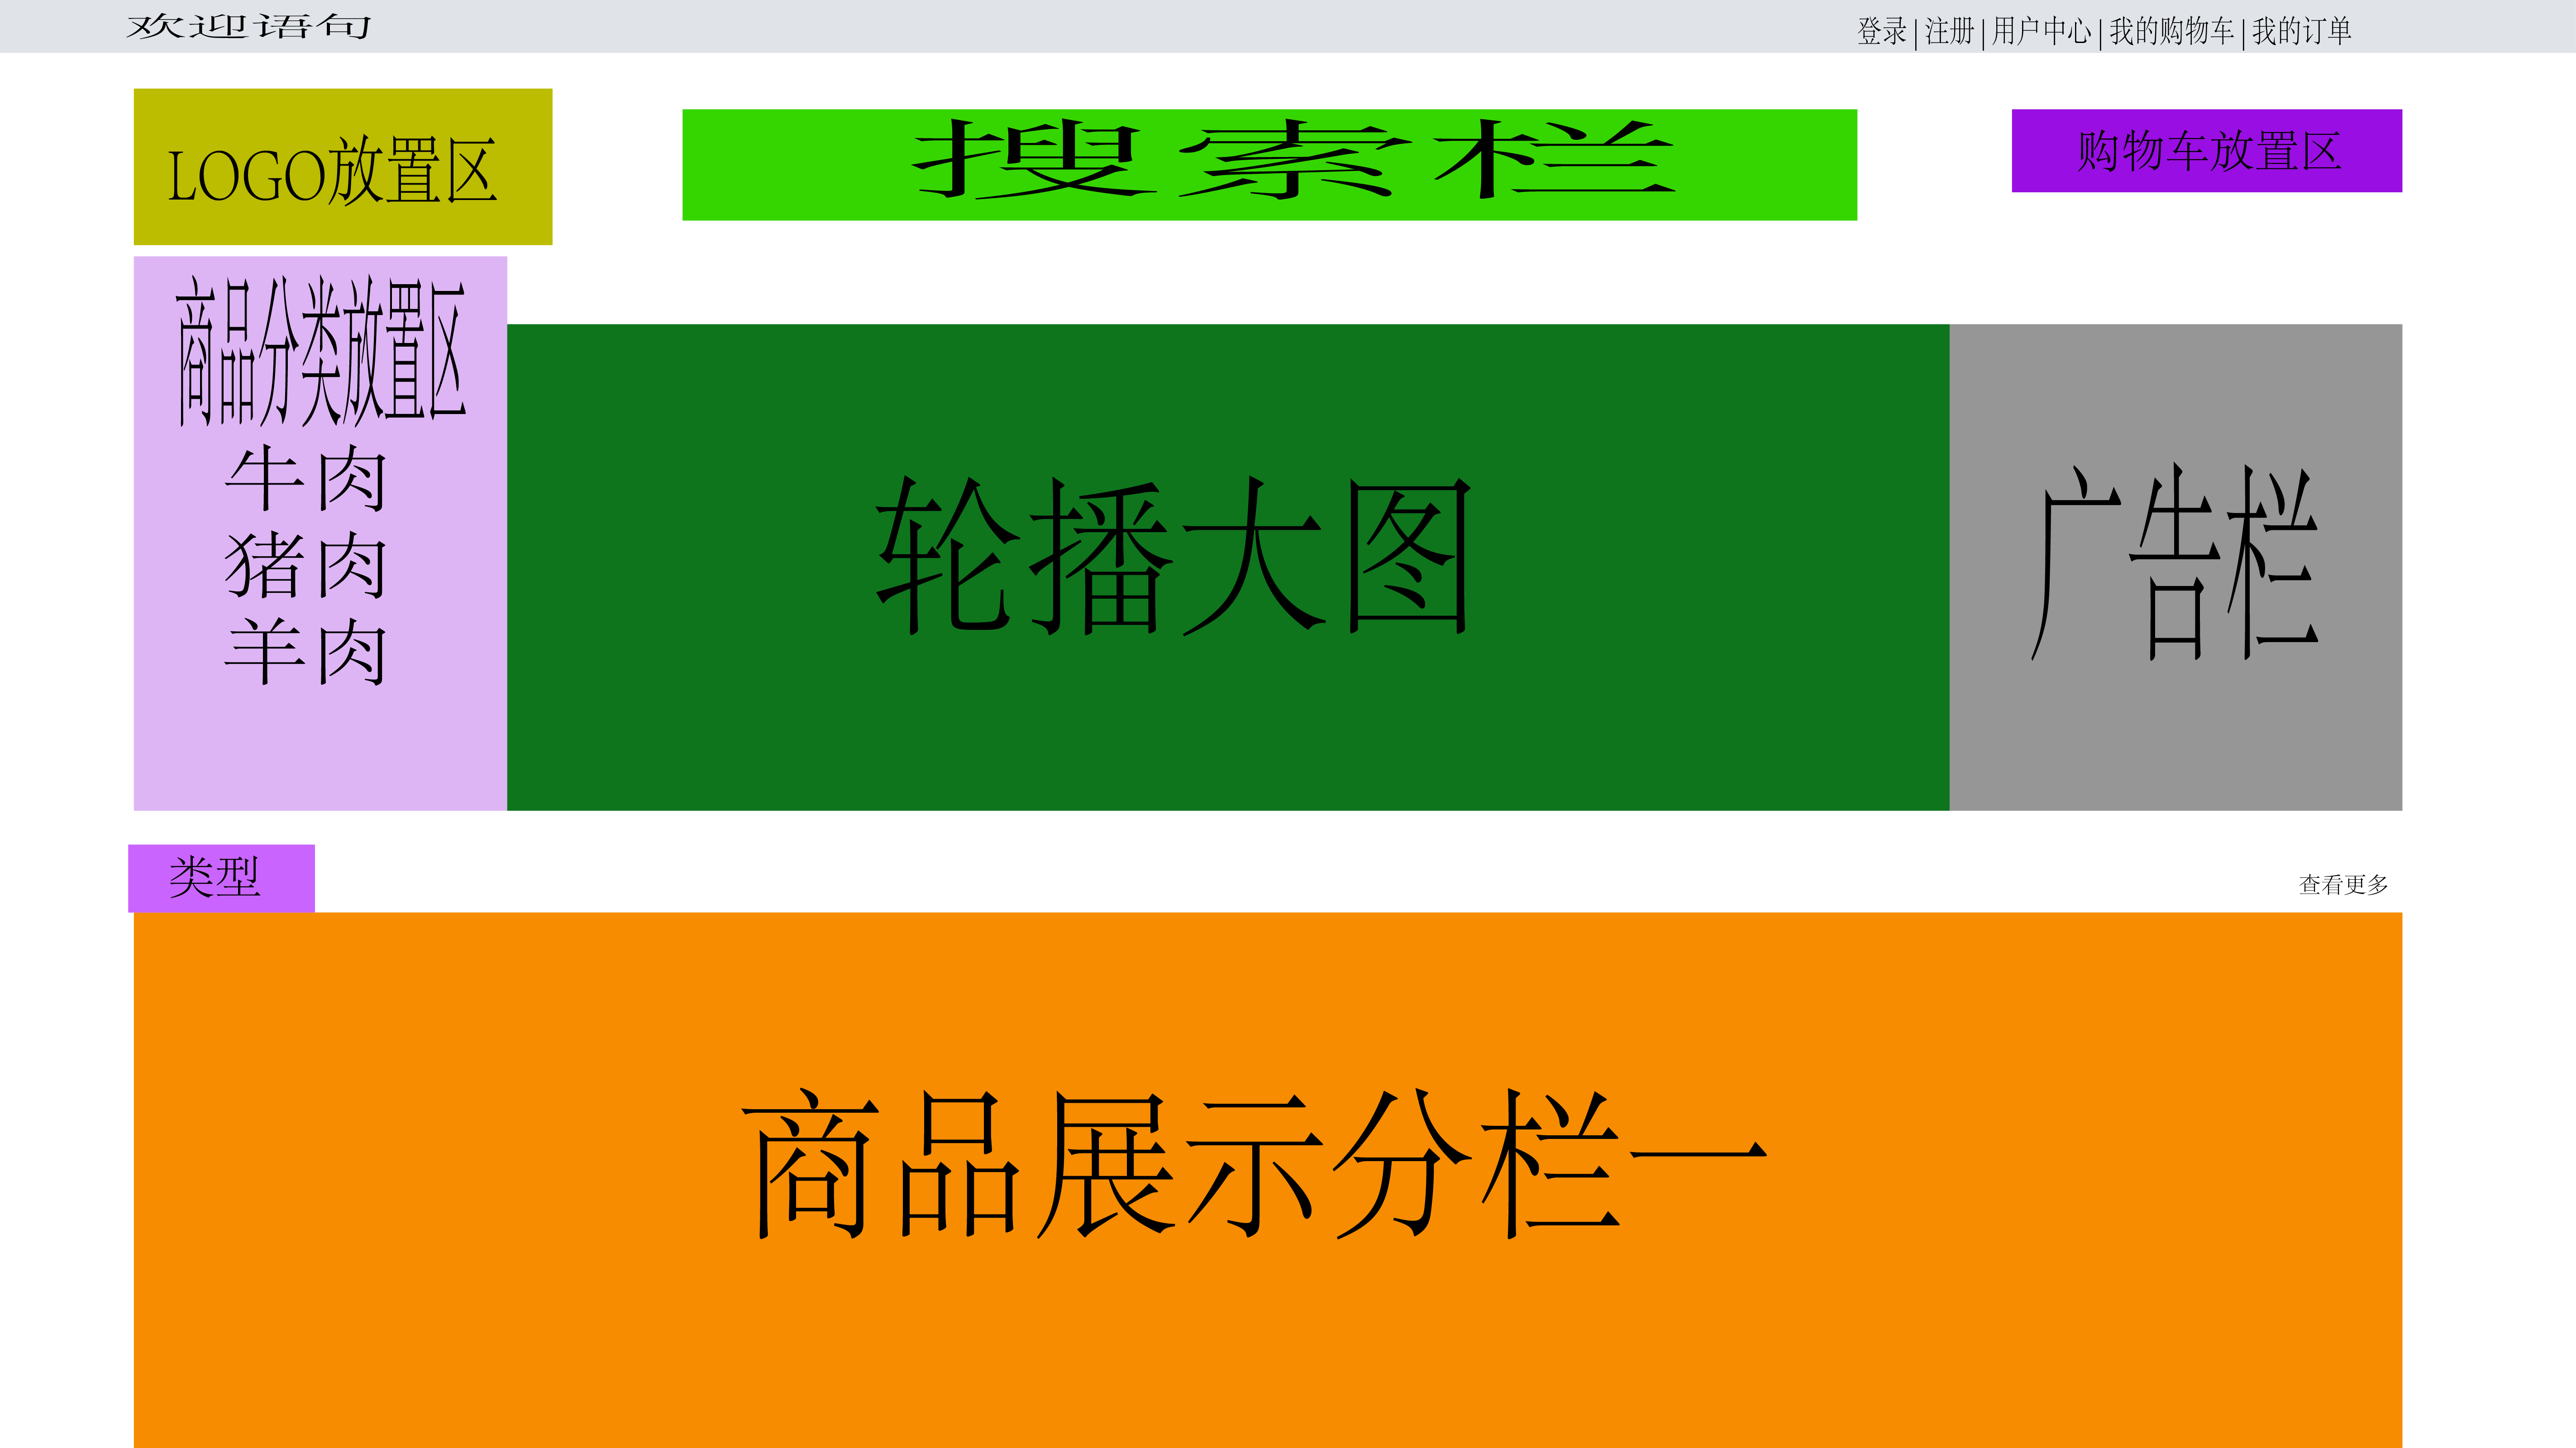 欢迎语句
登录|注册|用户中心|我的购物车|我的订单
LOGO放置区
搜索栏
购物车放置区
商品分类放置区
牛肉
猪肉
羊肉
轮播大图
广告栏
类型
查看更多
商品展示分栏一